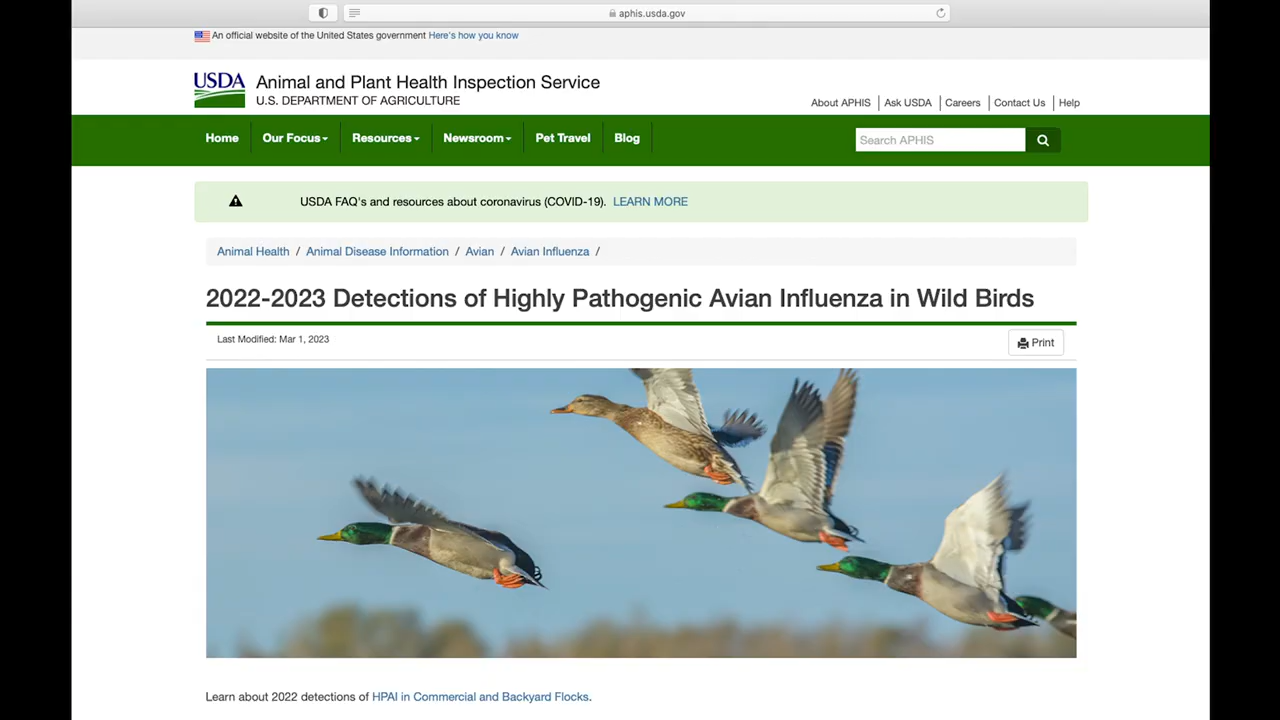 aphis.usda.gov
An official website of the United States government Here's how you know
USDA
Animal and Plant Health Inspection Service
U.S. DEPARTMENT OF AGRICULTURE
About APHIS | Ask USDA | Careers | Contact Us | Help
Home Our Focus Resources Newsroom Pet Travel Blog
Search APHIS
USDA FAQ's and resources about coronavirus (COVID-19). LEARN MORE
Animal Health / Animal Disease Information / Avian / Avian Influenza /
2022-2023 Detections of Highly Pathogenic Avian Influenza in Wild Birds
Last Modified: Mar 1, 2023
Print
Learn about 2022 detections of HPAI in Commercial and Backyard Flocks.